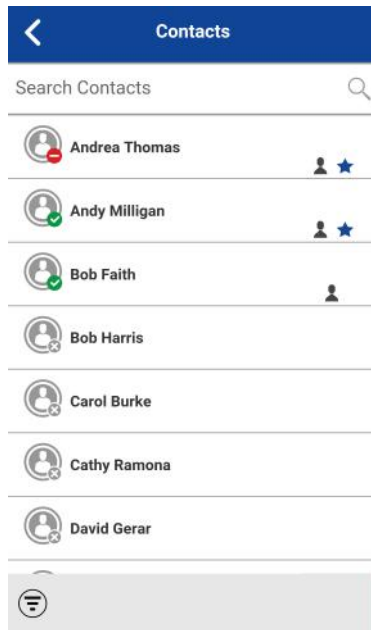 Contacts
Search Contacts
Andrea Thomas
Andy Milligan
Bob Faith
Bob Harris
Carol Burke
Cathy Ramona
David Gerar